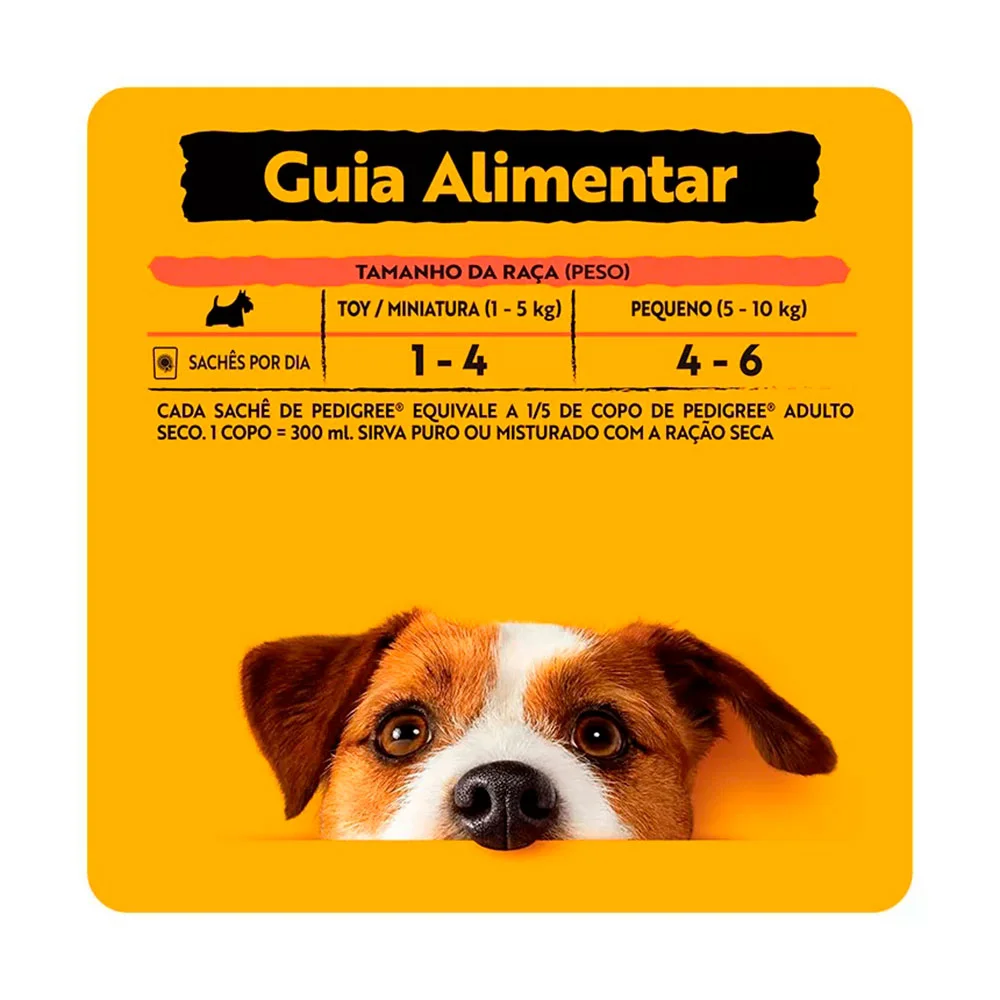 Guia Alimentar
TAMANHO DA RAÇA (PESO)
TOY / MINIATURA (1 - 5 kg) PEQUENO (5 - 10 kg)
SACHÊS POR DIA 1 - 4 4 - 6
CADA SACHÊ DE PEDIGREE® EQUIVALE A 1/5 DE COPO DE PEDIGREE® ADULTO
SECO. 1 COPO = 300 ml. SIRVA PURO OU MISTURADO COM A RAÇÃO SECA